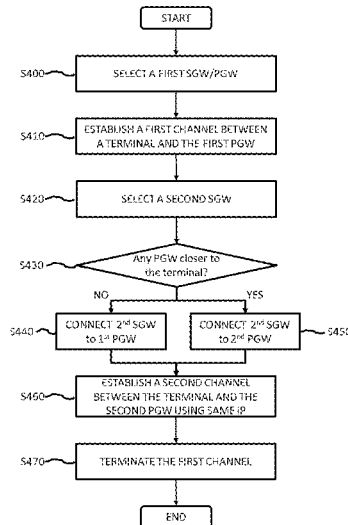 START
S400
SELECT A FIRST SGW/PGW
S410
ESTABLISH A FIRST CHANNEL BETWEEN
A TERMINAL AND THE FIRST PGW
S420
SELECT A SECOND SGW
S430
Any PGW closer to
the terminal?
NO
YES
S440
CONNECT 2nd SGW
to 1st PGW
CONNECT 2nd SGW
to 2nd PGW
S450
S460
ESTABLISH A SECOND CHANNEL
BETWEEN THE TERMINAL AND THE
SECOND PGW USING SAME IP
S470
TERMINATE THE FIRST CHANNEL
END